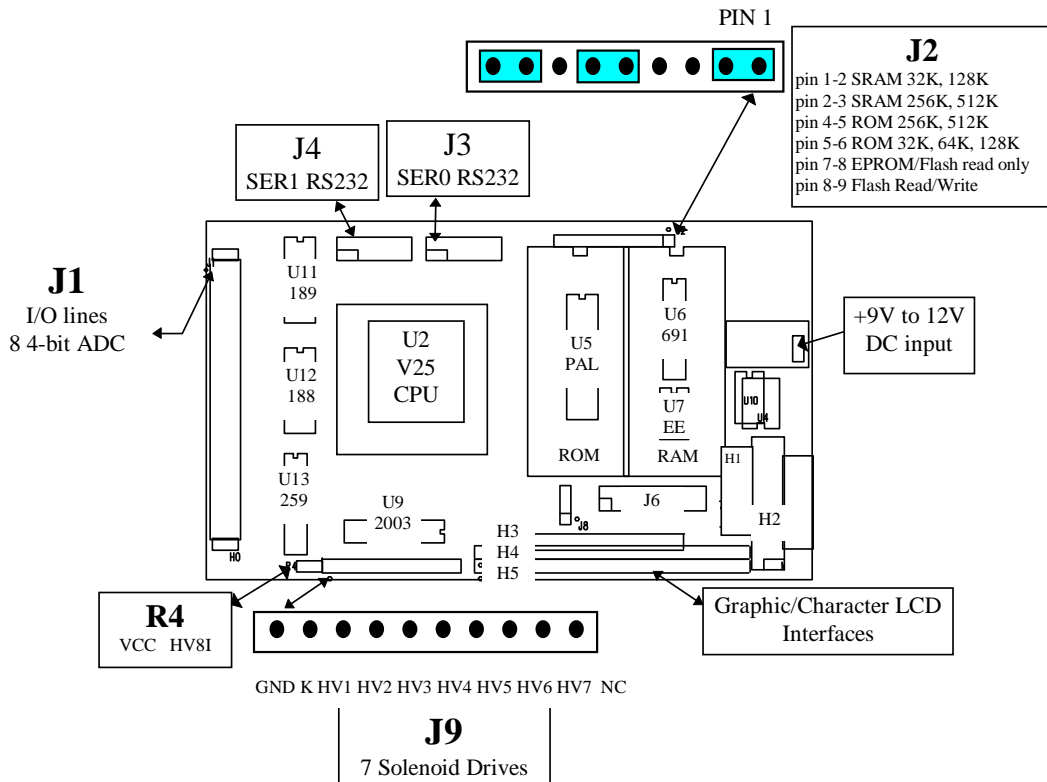 PIN 1
J2
pin 1-2 SRAM 32K, 128K
pin 2-3 SRAM 256K, 512K
pin 4-5 ROM 256K, 512K
pin 5-6 ROM 32K, 64K, 128K
pin 7-8 EPROM/Flash read only
pin 8-9 Flash Read/Write
J4
SER1 RS232
J3
SER0 RS232
J1
I/O lines
8 4-bit ADC
U11
189
U2
V25
CPU
U12
188
U13
259
U9
2003
U5
PAL
ROM
U6
691
U7
EE
RAM
+9V to 12V
DC input
U10
U4
H1
H2
J6
J8
H3
H4
H5
H0
R4
VCC HV8I
Graphic/Character LCD
Interfaces
GND K HV1 HV2 HV3 HV4 HV5 HV6 HV7 NC
J9
7 Solenoid Drives